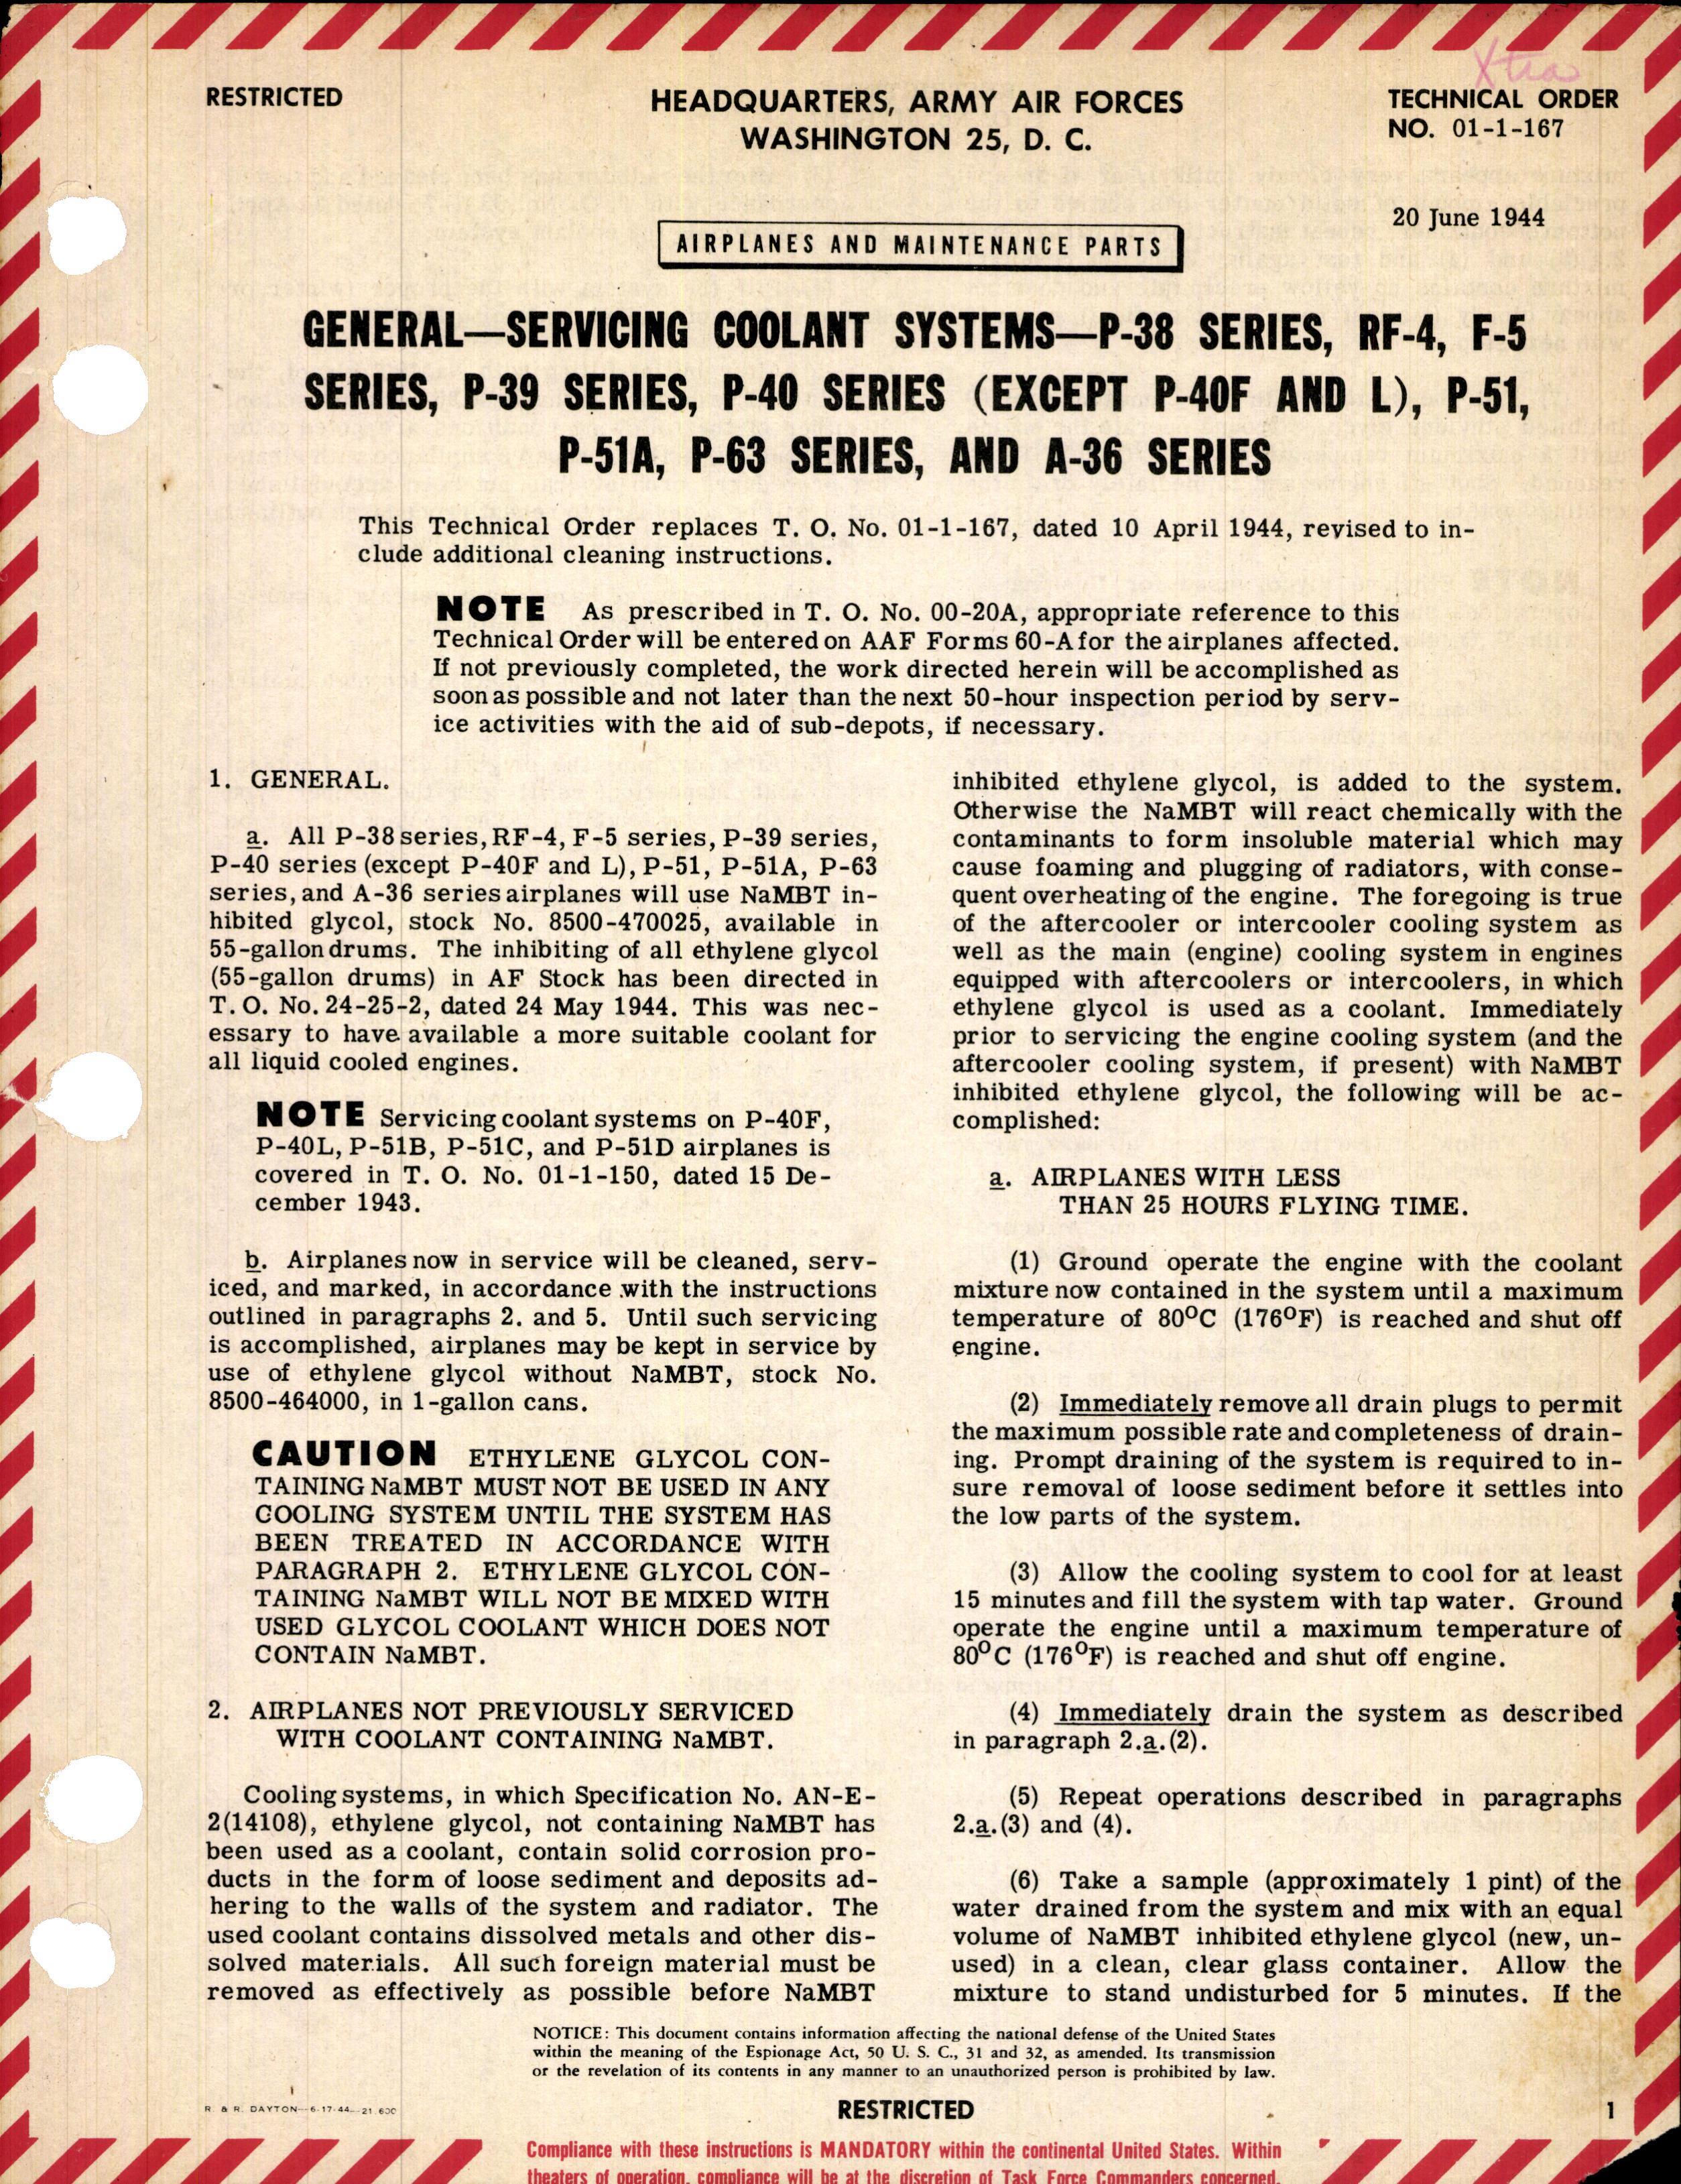 Xtra
RESTRICTED
HEADQUARTERS, ARMY AIR FORCES
WASHINGTON 25, D. C.
TECHNICAL ORDER
NO. 01-1-167
20 June 1944
AIRPLANES AND MAINTENANCE PARTS
GENERAL—SERVICING COOLANT SYSTEMS—P-38 SERIES, RF-4, F-5
SERIES, P-39 SERIES, P-40 SERIES (EXCEPT P-40F AND L), P-51,
P-51A, P-63 SERIES, AND A-36 SERIES
This Technical Order replaces T. O. No. 01-1-167, dated 10 April 1944, revised to in-
clude additional cleaning instructions.
NOTE As prescribed in T. O. No. 00-20A, appropriate reference to this
Technical Order will be entered on AAF Forms 60-A for the airplanes affected.
If not previously completed, the work directed herein will be accomplished as
soon as possible and not later than the next 50-hour inspection period by serv-
ice activities with the aid of sub-depots, if necessary.
1. GENERAL.
a. All P-38 series, RF-4, F-5 series, P-39 series,
P-40 series (except P-40F and L), P-51, P-51A, P-63
series, and A-36 series airplanes will use NaMBT in-
hibited glycol, stock No. 8500-470025, available in
55-gallon drums. The inhibiting of all ethylene glycol
(55-gallon drums) in AF Stock has been directed in
T. O. No. 24-25-2, dated 24 May 1944. This was nec-
essary to have available a more suitable coolant for
all liquid cooled engines.
NOTE Servicing coolant systems on P-40F,
P-40L, P-51B, P-51C, and P-51D airplanes is
covered in T. O. No. 01-1-150, dated 15 De-
cember 1943.
b. Airplanes now in service will be cleaned, serv-
iced, and marked, in accordance with the instructions
outlined in paragraphs 2. and 5. Until such servicing
is accomplished, airplanes may be kept in service by
use of ethylene glycol without NaMBT, stock No.
8500-464000, in 1-gallon cans.
CAUTION ETHYLENE GLYCOL CON-
TAINING NaMBT MUST NOT BE USED IN ANY
COOLING SYSTEM UNTIL THE SYSTEM HAS
BEEN TREATED IN ACCORDANCE WITH
PARAGRAPH 2. ETHYLENE GLYCOL CON-
TAINING NaMBT WILL NOT BE MIXED WITH
USED GLYCOL COOLANT WHICH DOES NOT
CONTAIN NaMBT.
2. AIRPLANES NOT PREVIOUSLY SERVICED
WITH COOLANT CONTAINING NaMBT.
Cooling systems, in which Specification No. AN-E-
2(14108), ethylene glycol, not containing NaMBT has
been used as a coolant, contain solid corrosion pro-
ducts in the form of loose sediment and deposits ad-
hering to the walls of the system and radiator. The
used coolant contains dissolved metals and other dis-
solved materials. All such foreign material must be
removed as effectively as possible before NaMBT
inhibited ethylene glycol, is added to the system.
Otherwise the NaMBT will react chemically with the
contaminants to form insoluble material which may
cause foaming and plugging of radiators, with conse-
quent overheating of the engine. The foregoing is true
of the aftercooler or intercooler cooling system as
well as the main (engine) cooling system in engines
equipped with aftercoolers or intercoolers, in which
ethylene glycol is used as a coolant. Immediately
prior to servicing the engine cooling system (and the
aftercooler cooling system, if present) with NaMBT
inhibited ethylene glycol, the following will be ac-
complished:
a. AIRPLANES WITH LESS
THAN 25 HOURS FLYING TIME.
(1) Ground operate the engine with the coolant
mixture now contained in the system until a maximum
temperature of 80°C (176°F) is reached and shut off
engine.
(2) Immediately remove all drain plugs to permit
the maximum possible rate and completeness of drain-
ing. Prompt draining of the system is required to in-
sure removal of loose sediment before it settles into
the low parts of the system.
(3) Allow the cooling system to cool for at least
15 minutes and fill the system with tap water. Ground
operate the engine until a maximum temperature of
80°C (176°F) is reached and shut off engine.
(4) Immediately drain the system as described
in paragraph 2.a.(2).
(5) Repeat operations described in paragraphs
2.a.(3) and (4).
(6) Take a sample (approximately 1 pint) of the
water drained from the system and mix with an equal
volume of NaMBT inhibited ethylene glycol (new, un-
used) in a clean, clear glass container. Allow the
mixture to stand undisturbed for 5 minutes. If the
NOTICE: This document contains information affecting the national defense of the United States
within the meaning of the Espionage Act, 50 U. S. C., 31 and 32, as amended. Its transmission
or the revelation of its contents in any manner to an unauthorized person is prohibited by law.
R. & R. DAYTON—6-17-44—21,600
RESTRICTED
1
Compliance with these instructions is MANDATORY within the continental United States. Within
theaters of operation, compliance will be at the discretion of Task Force Commanders concerned.